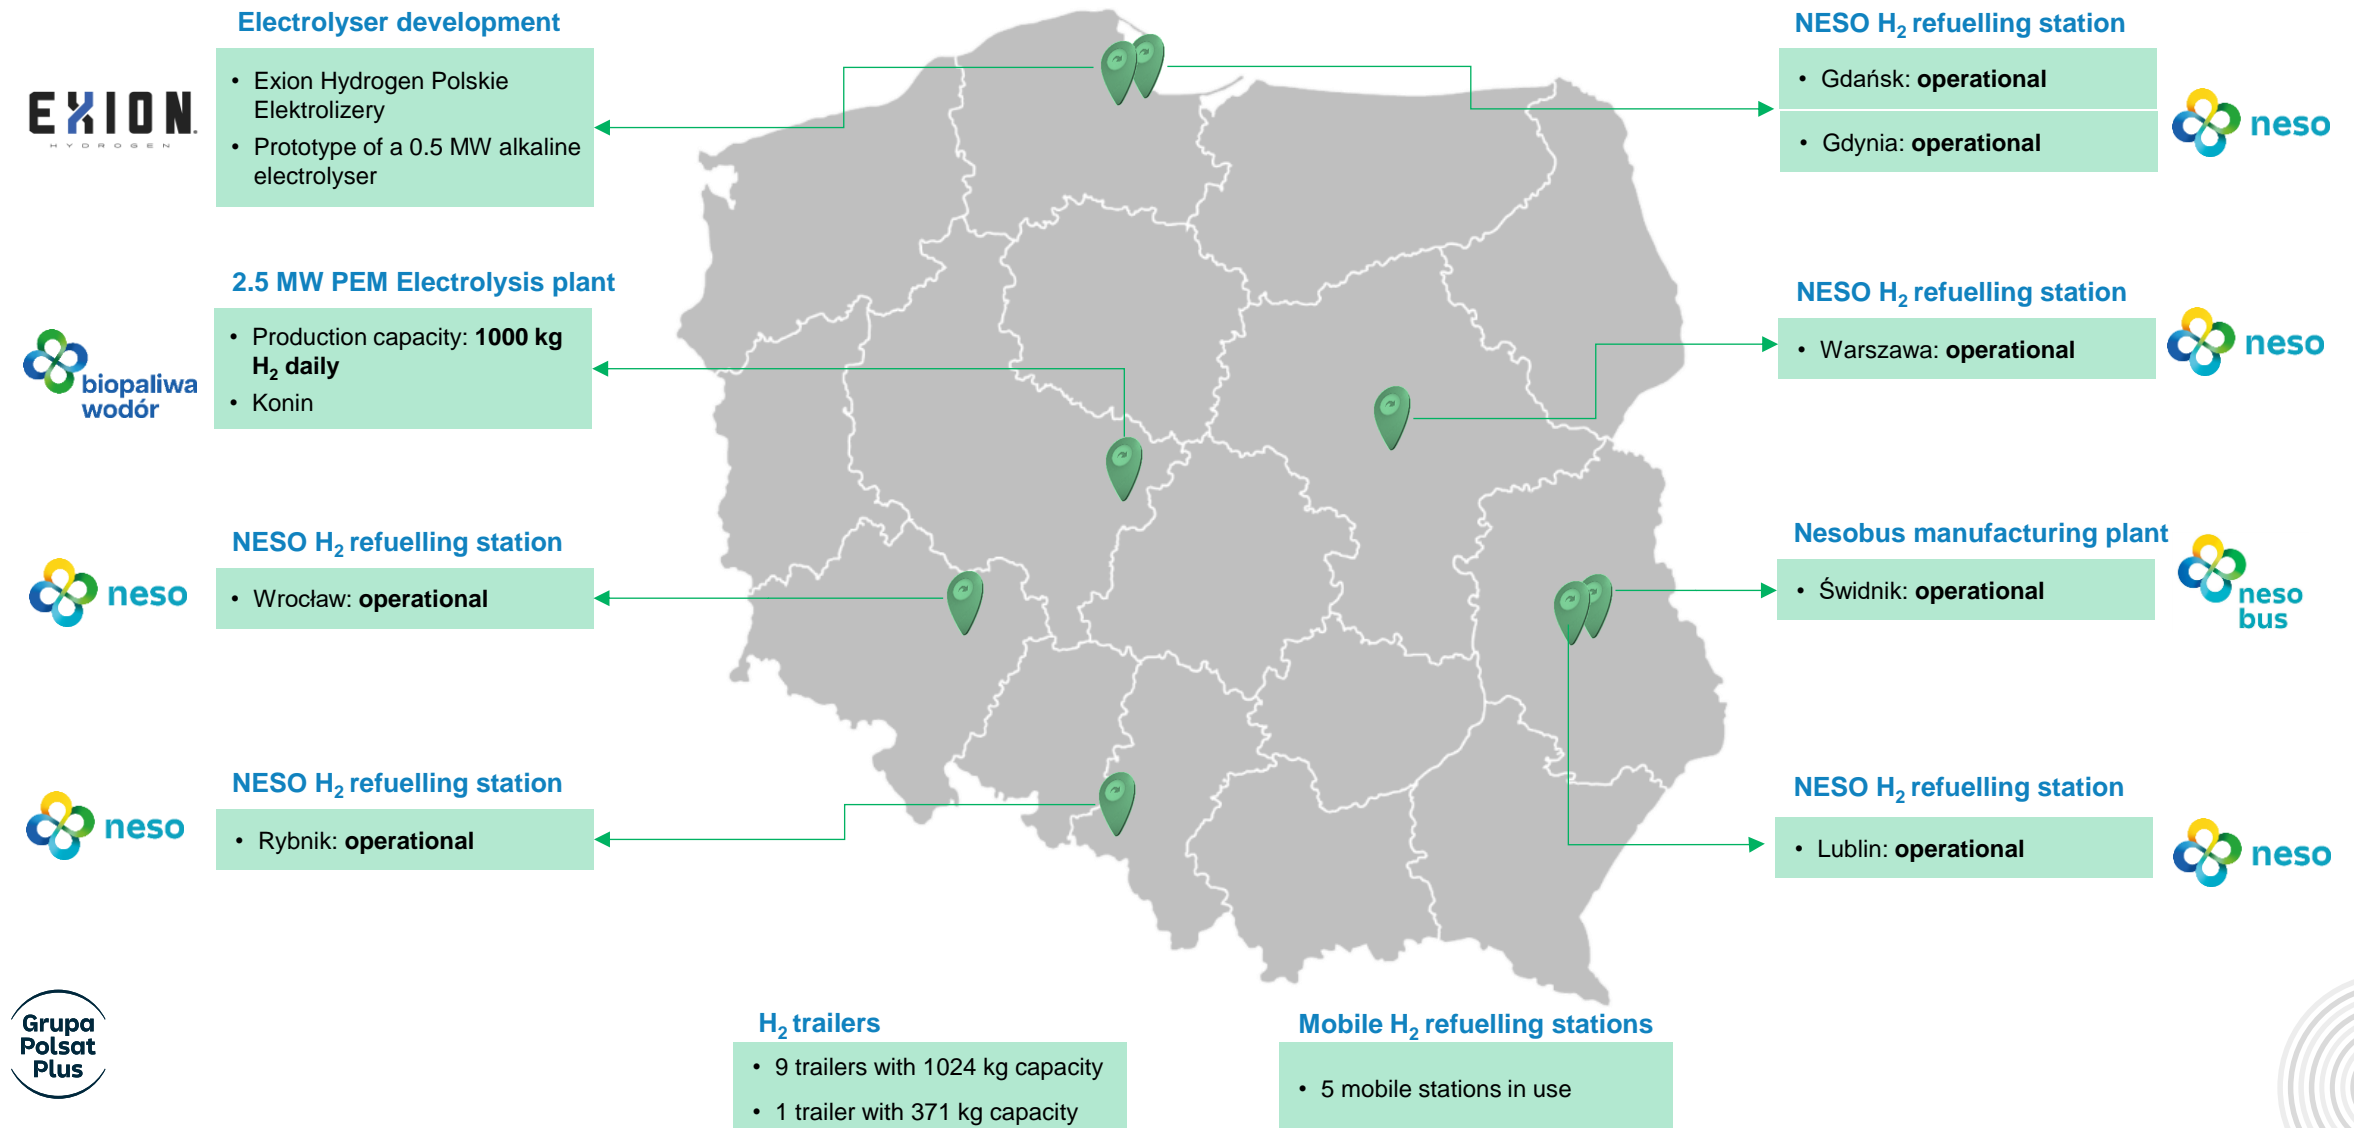 Electrolyser development
EXION.
HYDROGEN
• Exion Hydrogen Polskie
Elektrolizery
• Prototype of a 0.5 MW alkaline
electrolyser
2.5 MW PEM Electrolysis plant
biopaliwa
wodór
• Production capacity: 1000 kg
H₂ daily
• Konin
NESO H₂ refuelling station
neso
• Wrocław: operational
NESO H₂ refuelling station
neso
• Rybnik: operational
NESO H₂ refuelling station
• Gdańsk: operational
• Gdynia: operational
neso
NESO H₂ refuelling station
• Warszawa: operational
neso
Nesobus manufacturing plant
• Świdnik: operational
neso
bus
NESO H₂ refuelling station
• Lublin: operational
neso
Grupa
Polsat
Plus
H₂ trailers
• 9 trailers with 1024 kg capacity
• 1 trailer with 371 kg capacity
Mobile H₂ refuelling stations
• 5 mobile stations in use